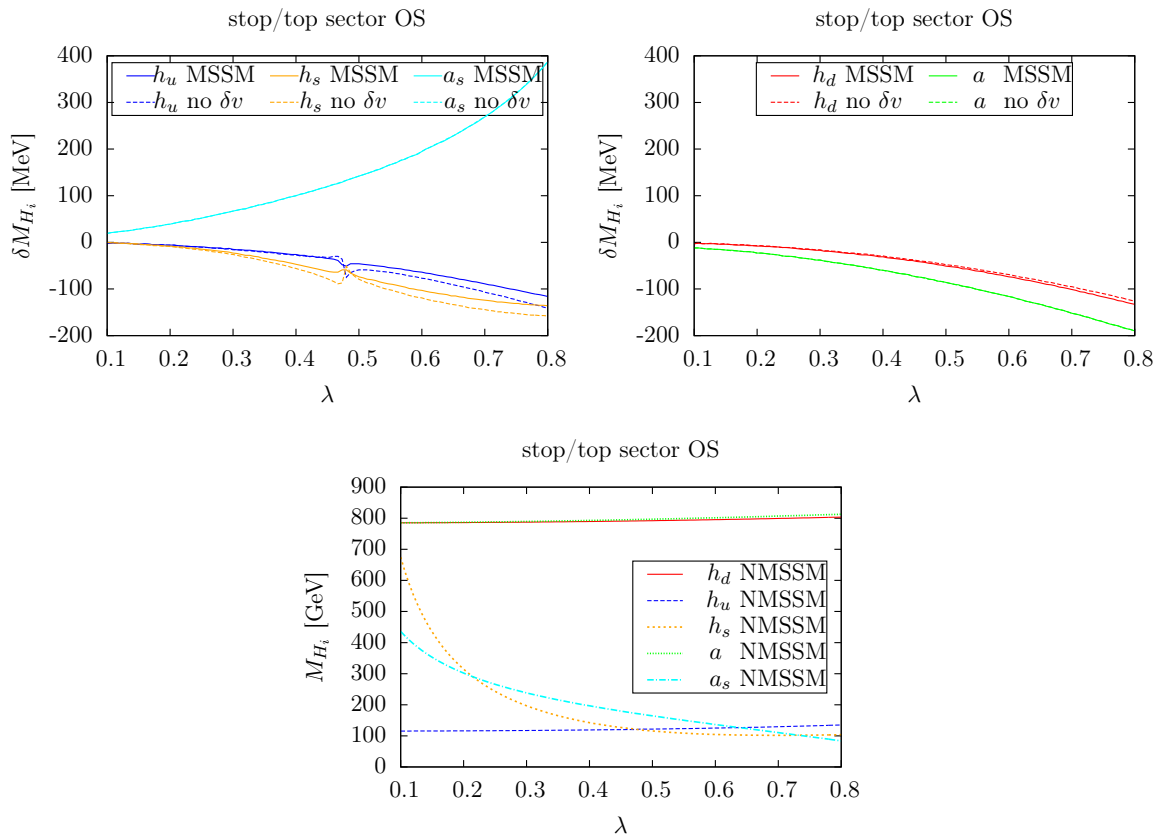 stop/top sector OS
400
300
200
100
0
-100
-200
δM_{H_i} [MeV]
h_u MSSM h_s MSSM a_s MSSM
h_u no δv h_s no δv a_s no δv
0.1 0.2 0.3 0.4 0.5 0.6 0.7 0.8
λ
stop/top sector OS
400
300
200
100
0
-100
-200
δM_{H_i} [MeV]
h_d MSSM a MSSM
h_d no δv a no δv
0.1 0.2 0.3 0.4 0.5 0.6 0.7 0.8
λ
stop/top sector OS
900
800
700
600
500
400
300
200
100
0
M_{H_i} [GeV]
h_d NMSSM
h_u NMSSM
h_s NMSSM
a NMSSM
a_s NMSSM
0.1 0.2 0.3 0.4 0.5 0.6 0.7 0.8
λ